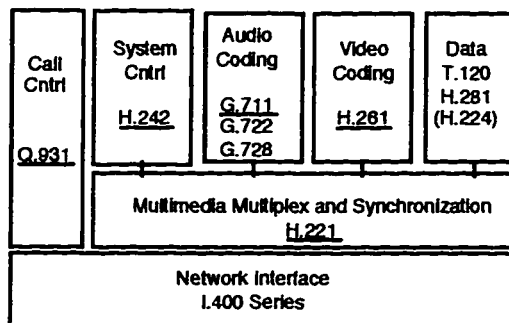 Call
Cntrl
Q.931
System
Cntrl
H.242
Audio
Coding
G.711
G.722
G.728
Video
Coding
H.261
Data
T.120
H.281
(H.224)
Multimedia Multiplex and Synchronization
H.221
Network Interface
I.400 Series